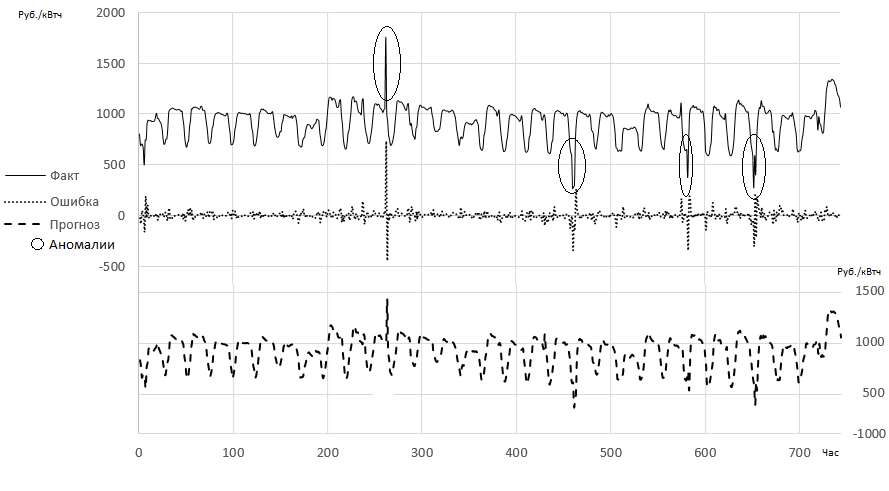 Руб./кВтч
2000
1500
1000
500
0
-500
Факт
Ошибка
Прогноз
Аномалии
Руб./кВтч
1500
1000
500
-1000
0 100 200 300 400 500 600 700 Час